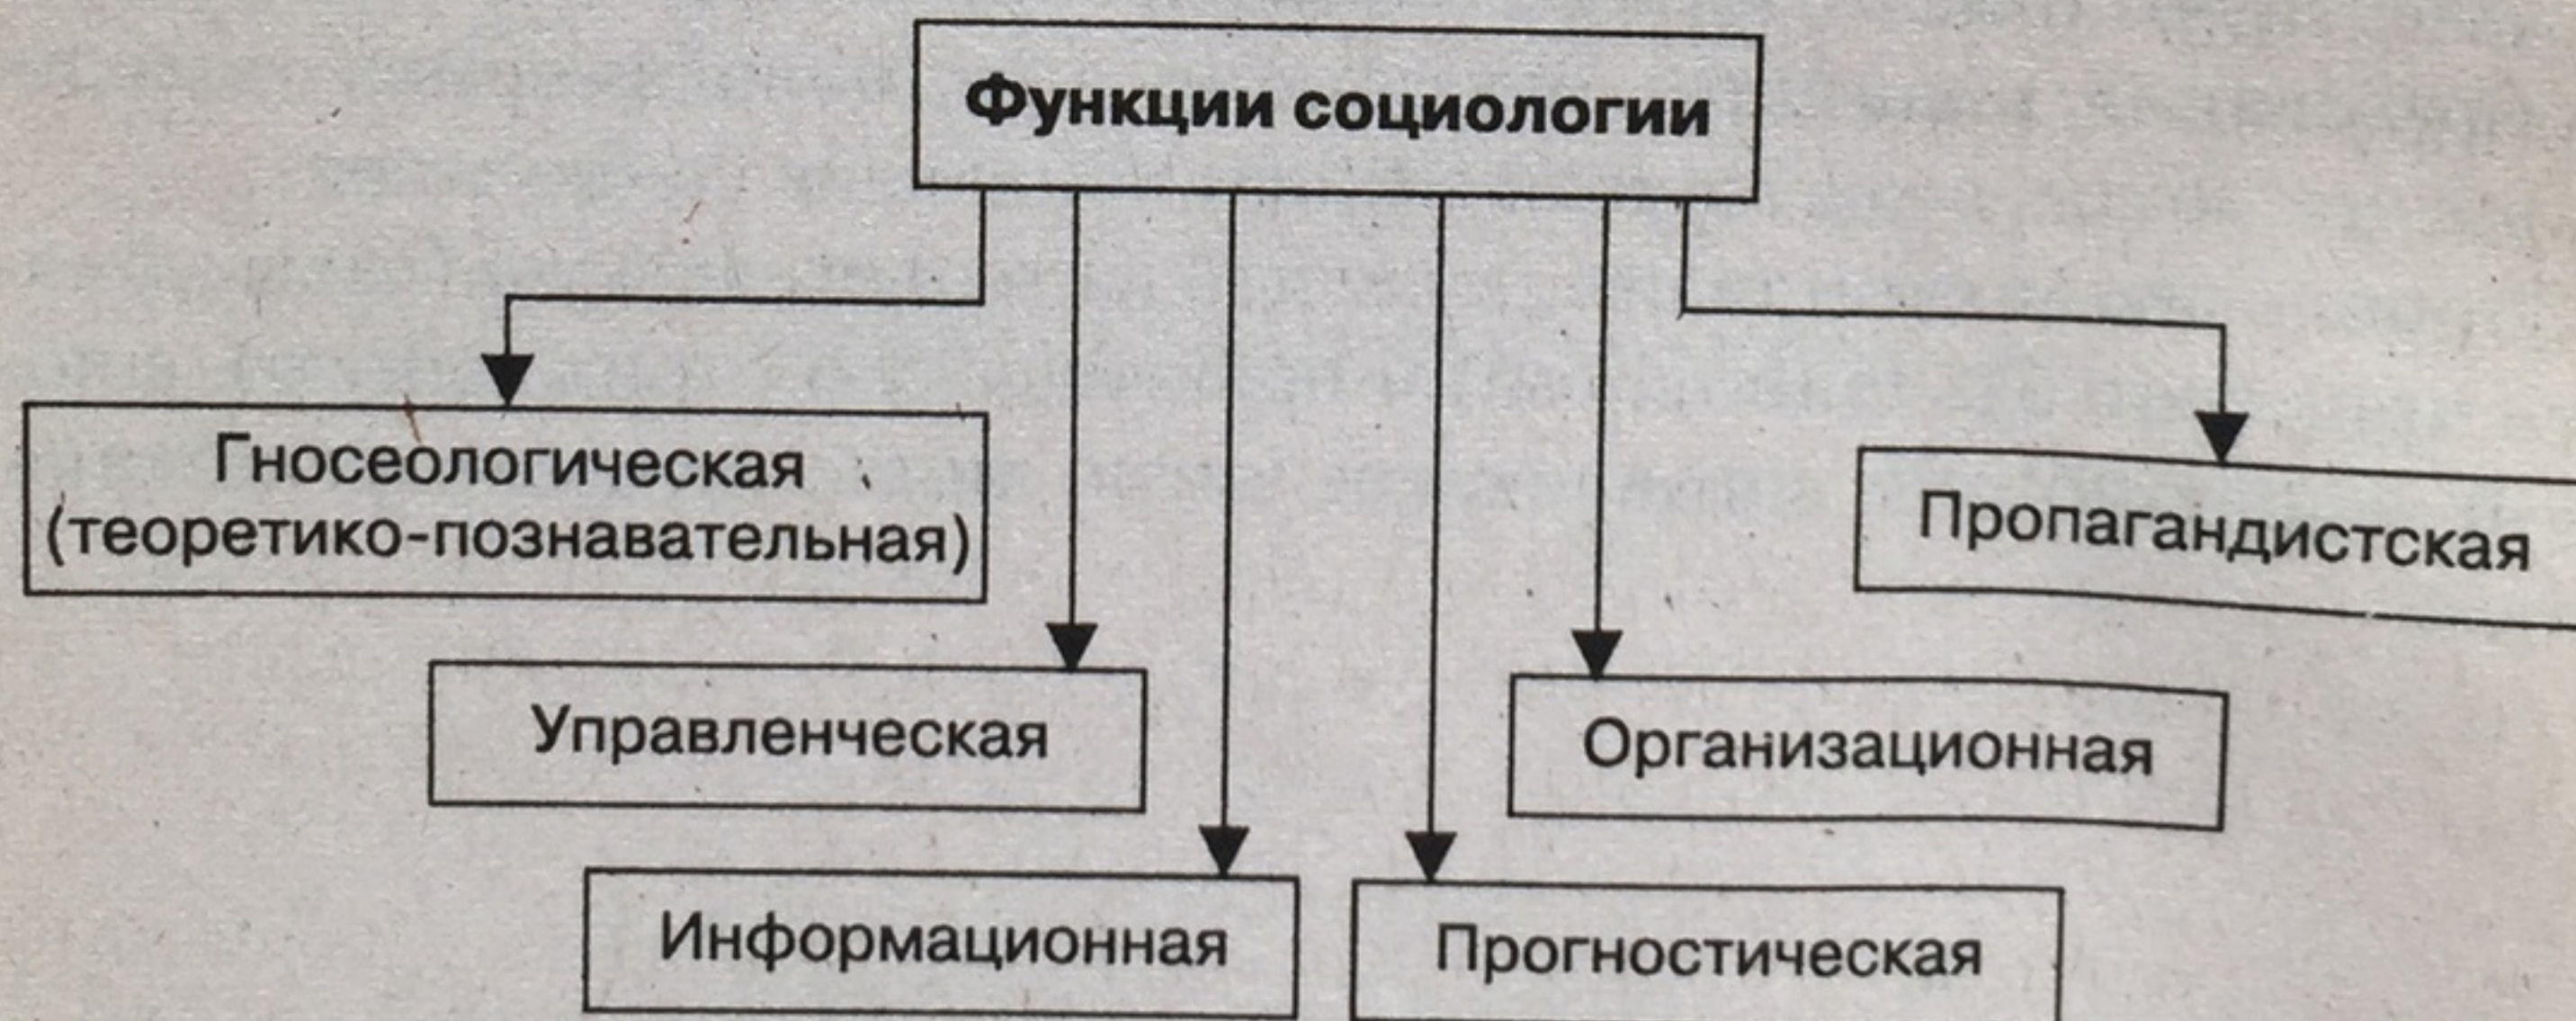 Функции социологии
Гносеологическая
(теоретико-познавательная)
Пропагандистская
Управленческая
Организационная
Информационная
Прогностическая